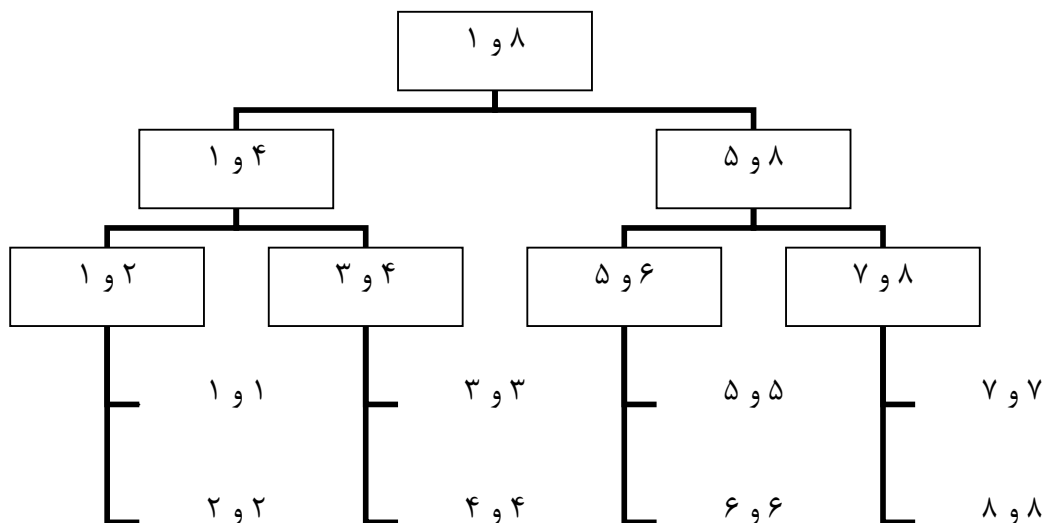 ۸ و ۱
۴ و ۱
۸ و ۵
۲ و ۱
۴ و ۳
۶ و ۵
۸ و ۷
۱ و ۱
۳ و ۳
۵ و ۵
۷ و ۷
۲ و ۲
۴ و ۴
۶ و ۶
۸ و ۸